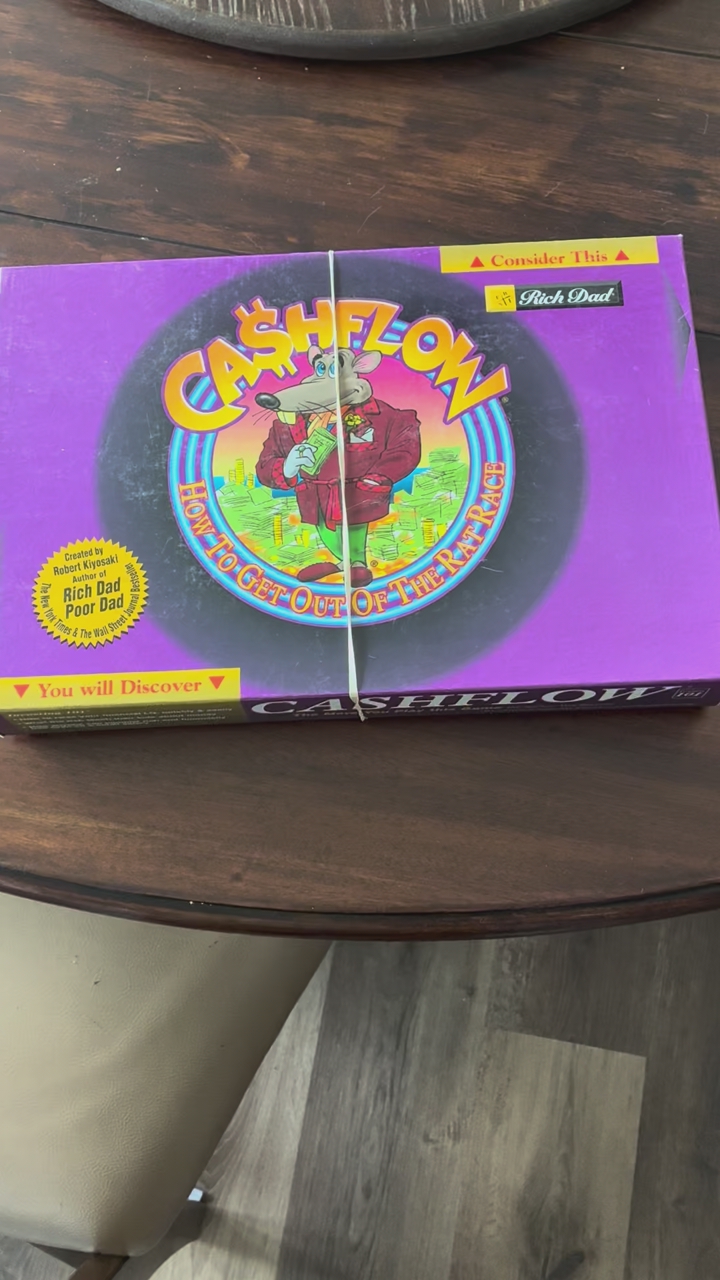 ▲ Consider This ▲
Rich Dad
CA$HFLOW
HOW TO GET OUT OF THE RAT RACE
Created by
Robert Kiyosaki
Author of
Rich Dad
Poor Dad
The New York Times & The Wall Street Journal Bestseller
▼ You will Discover ▼
CASHFLOW